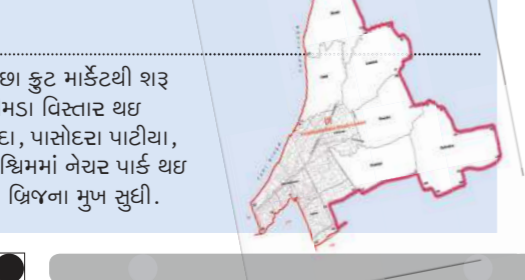 છા ફ્રુટ માર્કેટથી શરૂ
મડા વિસ્તાર થઇ
દા, પાસોદરા પાટીયા,
શ્ચિમમાં નેચર પાર્ક થઇ
બ્રિજના મુખ સુધી.